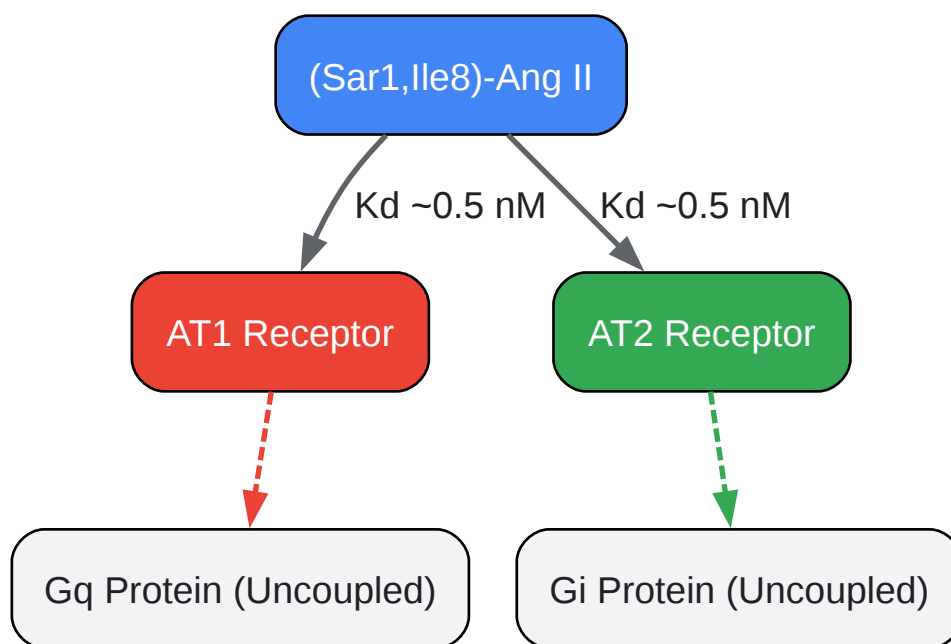 (Sar1,Ile8)-Ang II
Kd ~0.5 nM
Kd ~0.5 nM
AT1 Receptor
AT2 Receptor
Gq Protein (Uncoupled)
Gi Protein (Uncoupled)